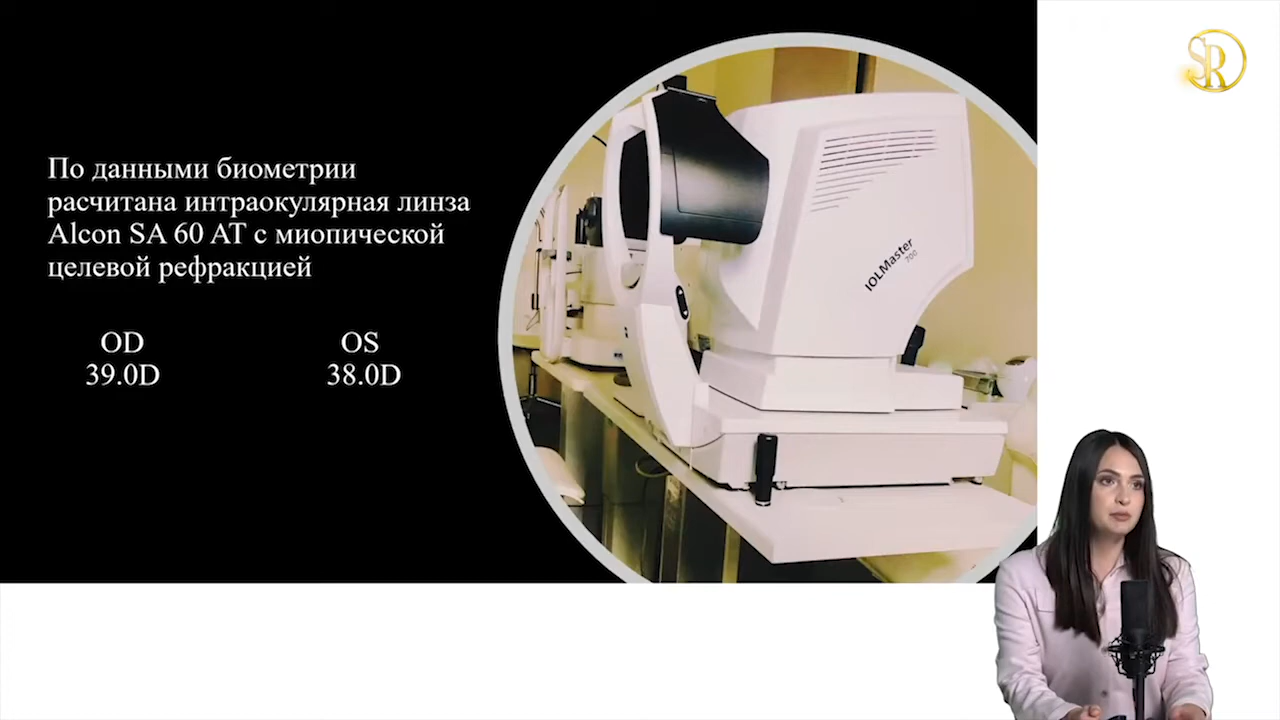 SR
По данными биометрии
расчитана интраокулярная линза
Alcon SA 60 AT с миопической
целевой рефракцией
OD
OS
39.0D
38.0D
IOLMaster
700